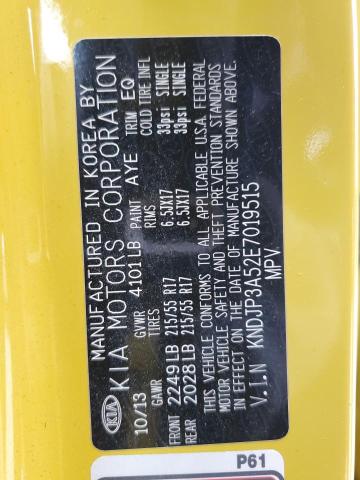 MANUFACTURED IN KOREA BY
KIA KIA MOTORS CORPORATION
10/13 GVWR 4101LB PAINT AYE TRIM EQ
GAWR TIRES RIMS COLD TIRE INFL
FRONT 2249LB 215/55 R17 6.5JX17 33psi SINGLE
REAR 2028LB 215/55 R17 6.5JX17 33psi SINGLE
THIS VEHICLE CONFORMS TO ALL APPLICABLE U.S.A. FEDERAL
MOTOR VEHICLE SAFETY AND THEFT PREVENTION STANDARDS
IN EFFECT ON THE DATE OF MANUFACTURE SHOWN ABOVE.
V.I.N KNDJTP3A52E7019515
MPV
P61